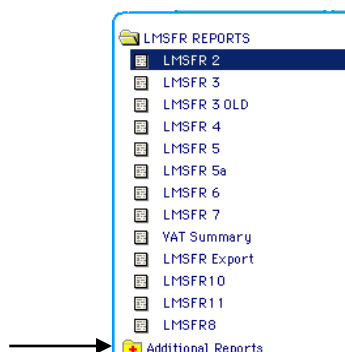 LMSFR REPORTS
LMSFR 2
LMSFR 3
LMSFR 3 OLD
LMSFR 4
LMSFR 5
LMSFR 5a
LMSFR 6
LMSFR 7
VAT Summary
LMSFR Export
LMSFR10
LMSFR11
LMSFR8
Additional Reports